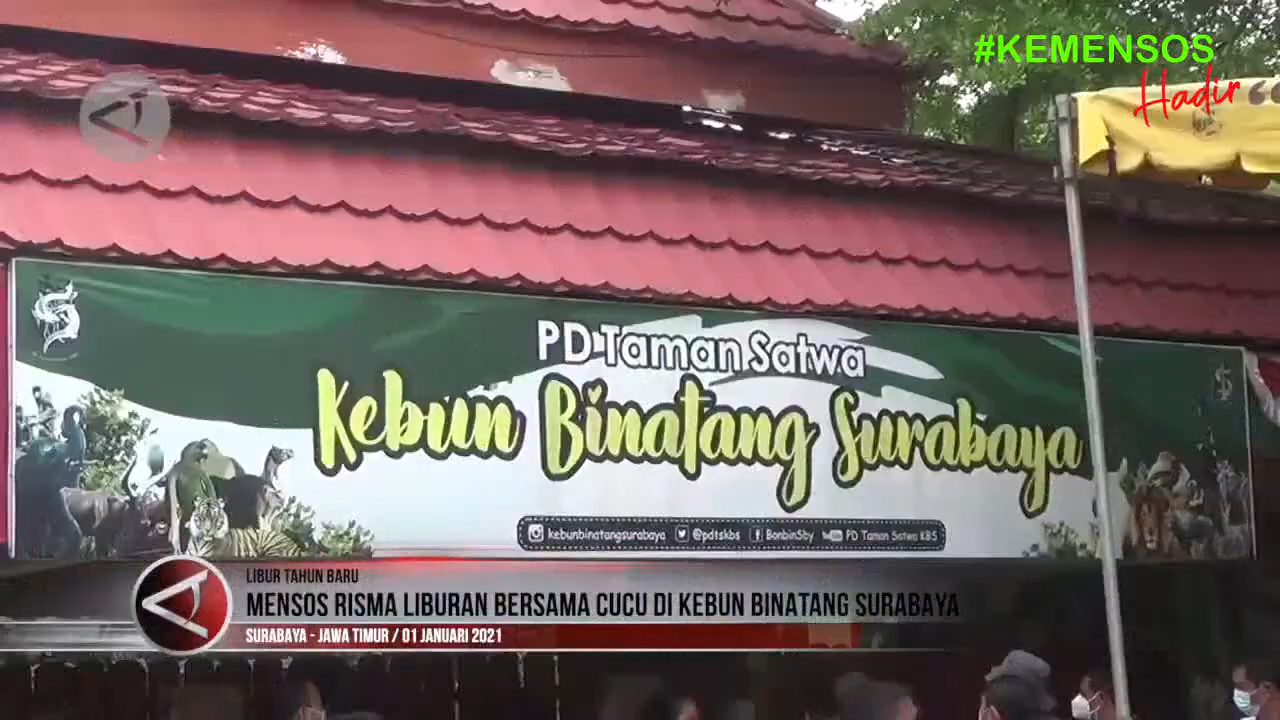 #KEMENSOS
Hadir
PD Taman Satwa
Kebun Binatang Surabaya
kebunbinatangsurabaya @pdtskbs BonbinSby PD Taman Satwa KBS
LIBUR TAHUN BARU
MENSOS RISMA LIBURAN BERSAMA CUCU DI KEBUN BINATANG SURABAYA
SURABAYA - JAWA TIMUR / 01 JANUARI 2021